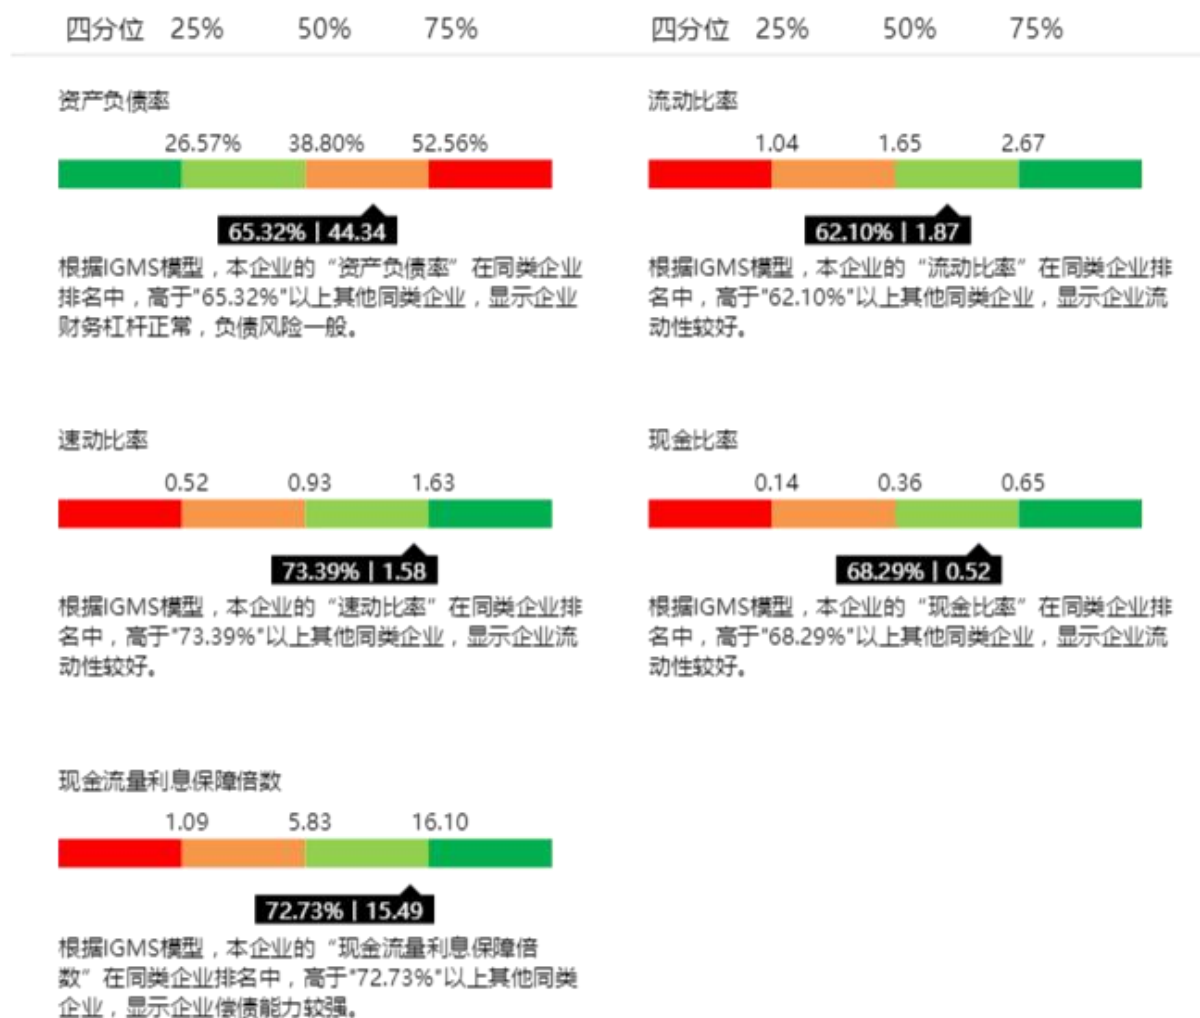 四分位 25% 50% 75%
四分位 25% 50% 75%
资产负债率
26.57% 38.80% 52.56%
65.32% | 44.34
根据IGMS模型，本企业的“资产负债率”在同类企业
排名中，高于"65.32%"以上其他同类企业，显示企业
财务杠杆正常，负债风险一般。
流动比率
1.04 1.65 2.67
62.10% | 1.87
根据IGMS模型，本企业的“流动比率”在同类企业排
名中，高于"62.10%"以上其他同类企业，显示企业流
动性较好。
速动比率
0.52 0.93 1.63
73.39% | 1.58
根据IGMS模型，本企业的“速动比率”在同类企业排
名中，高于"73.39%"以上其他同类企业，显示企业流
动性较好。
现金比率
0.14 0.36 0.65
68.29% | 0.52
根据IGMS模型，本企业的“现金比率”在同类企业排
名中，高于"68.29%"以上其他同类企业，显示企业流
动性较好。
现金流量利息保障倍数
1.09 5.83 16.10
72.73% | 15.49
根据IGMS模型，本企业的“现金流量利息保障倍
数”在同类企业排名中，高于"72.73%"以上其他同类
企业，显示企业偿债能力较强。